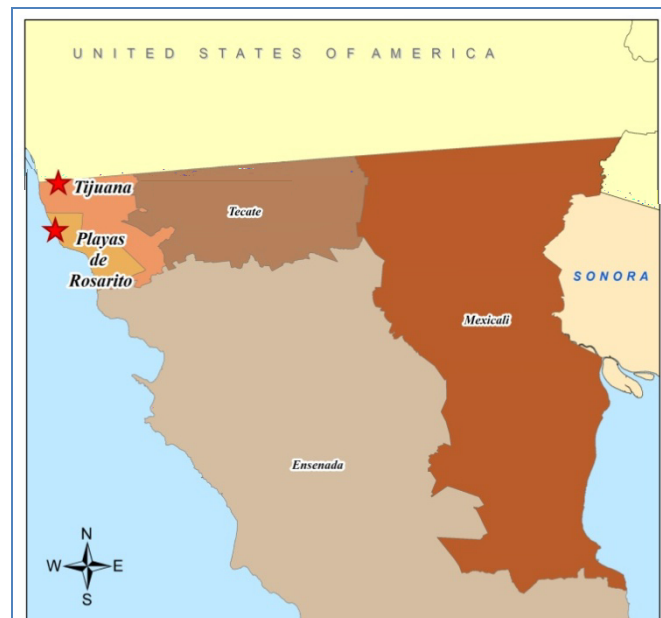 UNITED STATES OF AMERICA
Tijuana
Tecate
Playas
de
Rosarito
SONORA
Mexicali
Ensenada
N
W E
S